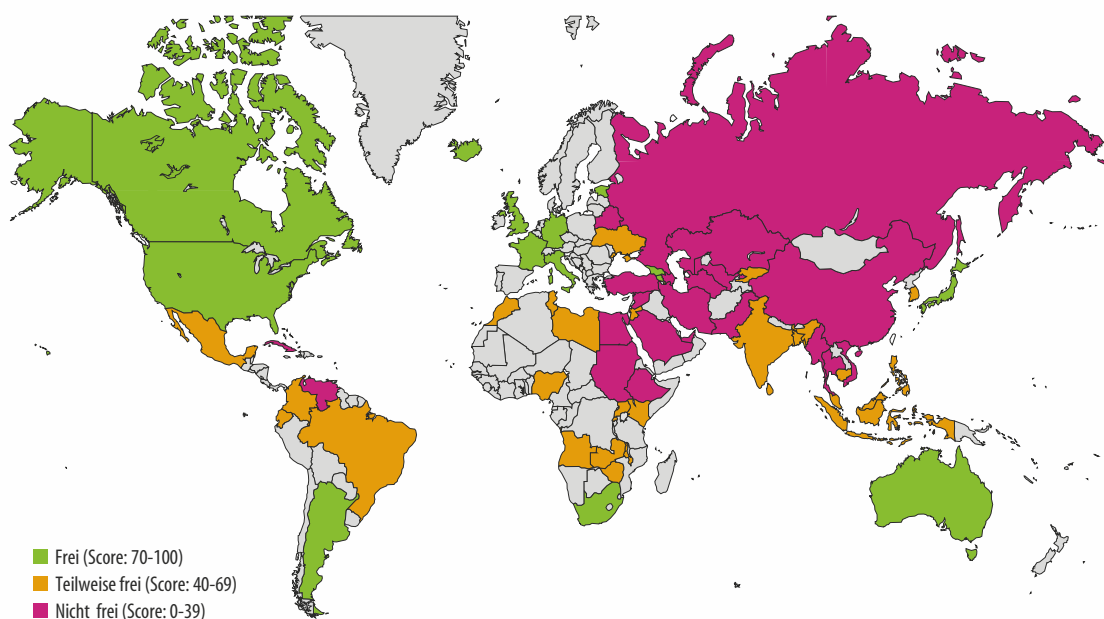 Frei (Score: 70-100)
Teilweise frei (Score: 40-69)
Nicht frei (Score: 0-39)